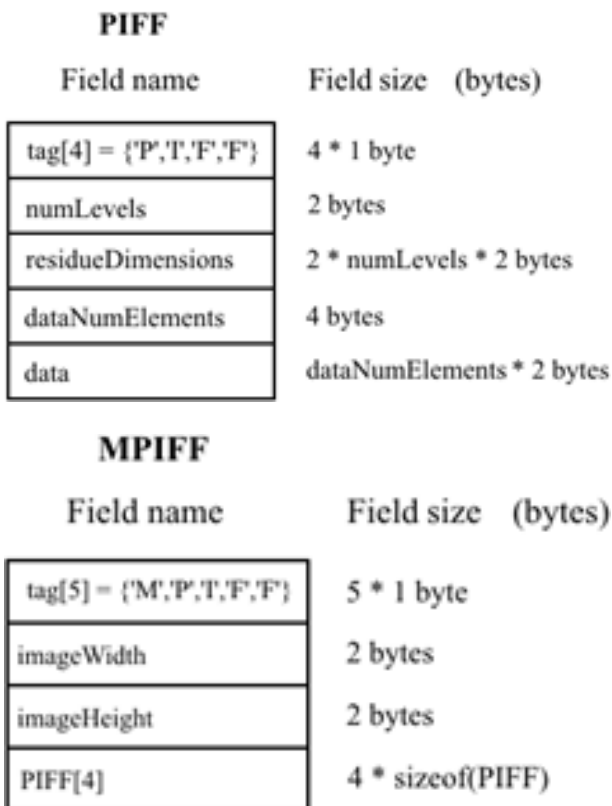 PIFF
Field name Field size (bytes)
tag[4] = {'P','I','F','F'} 4 * 1 byte
numLevels 2 bytes
residueDimensions 2 * numLevels * 2 bytes
dataNumElements 4 bytes
data dataNumElements * 2 bytes
MPIFF
Field name Field size (bytes)
tag[5] = {'M','P','I','F','F'} 5 * 1 byte
imageWidth 2 bytes
imageHeight 2 bytes
PIFF[4] 4 * sizeof(PIFF)